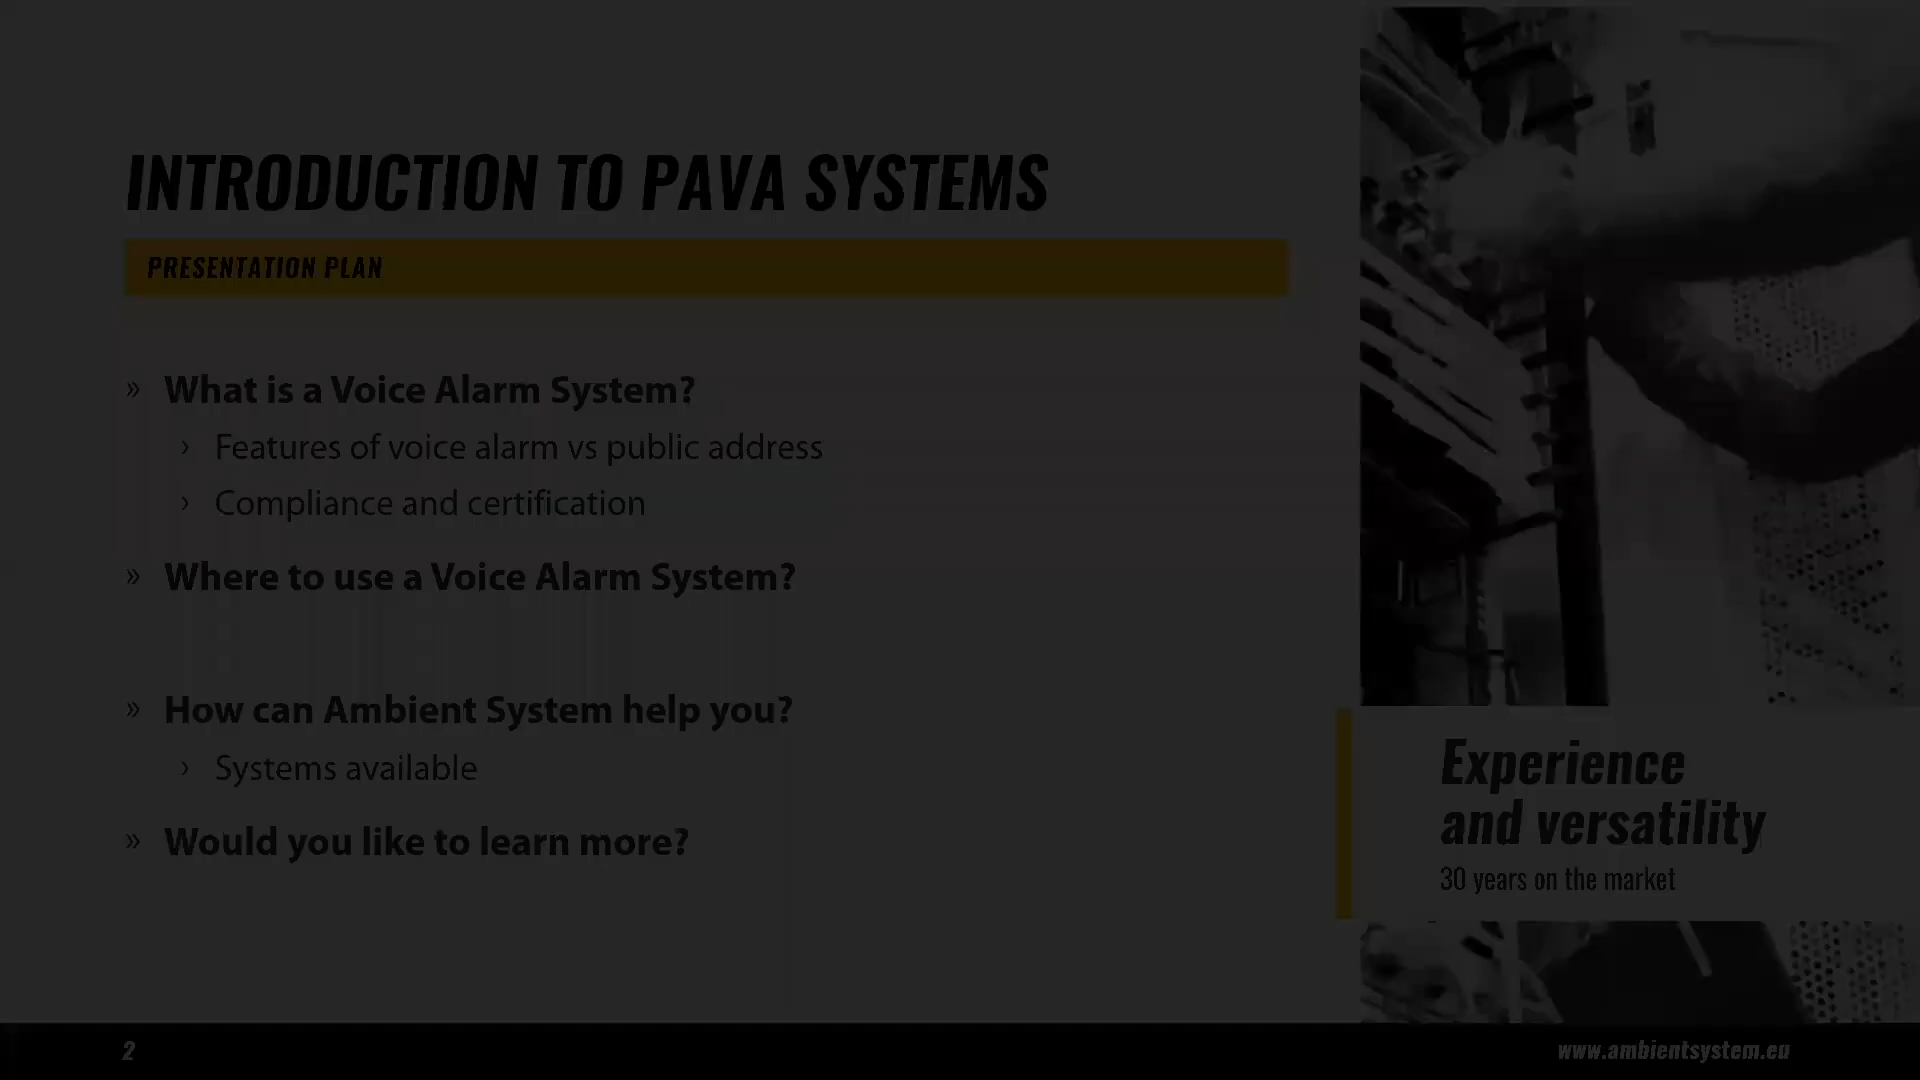 INTRODUCTION TO PAVA SYSTEMS
PRESENTATION PLAN
» What is a Voice Alarm System?
› Features of voice alarm vs public address
› Compliance and certification
» Where to use a Voice Alarm System?
» How can Ambient System help you?
› Systems available
» Would you like to learn more?
Experience
and versatility
30 years on the market
2
www.ambientsystem.eu